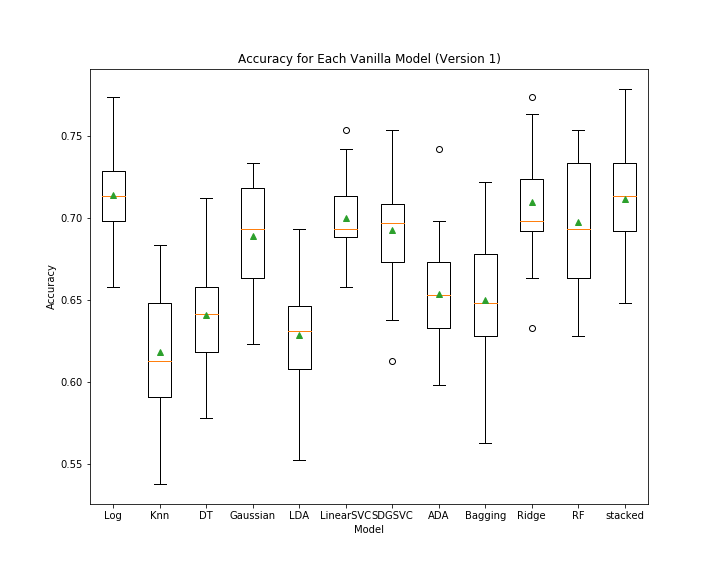 Accuracy for Each Vanilla Model (Version 1)
Accuracy
0.75
0.70
0.65
0.60
0.55
Log Knn DT Gaussian LDA LinearSVC SDGSVC ADA Bagging Ridge RF stacked
Model